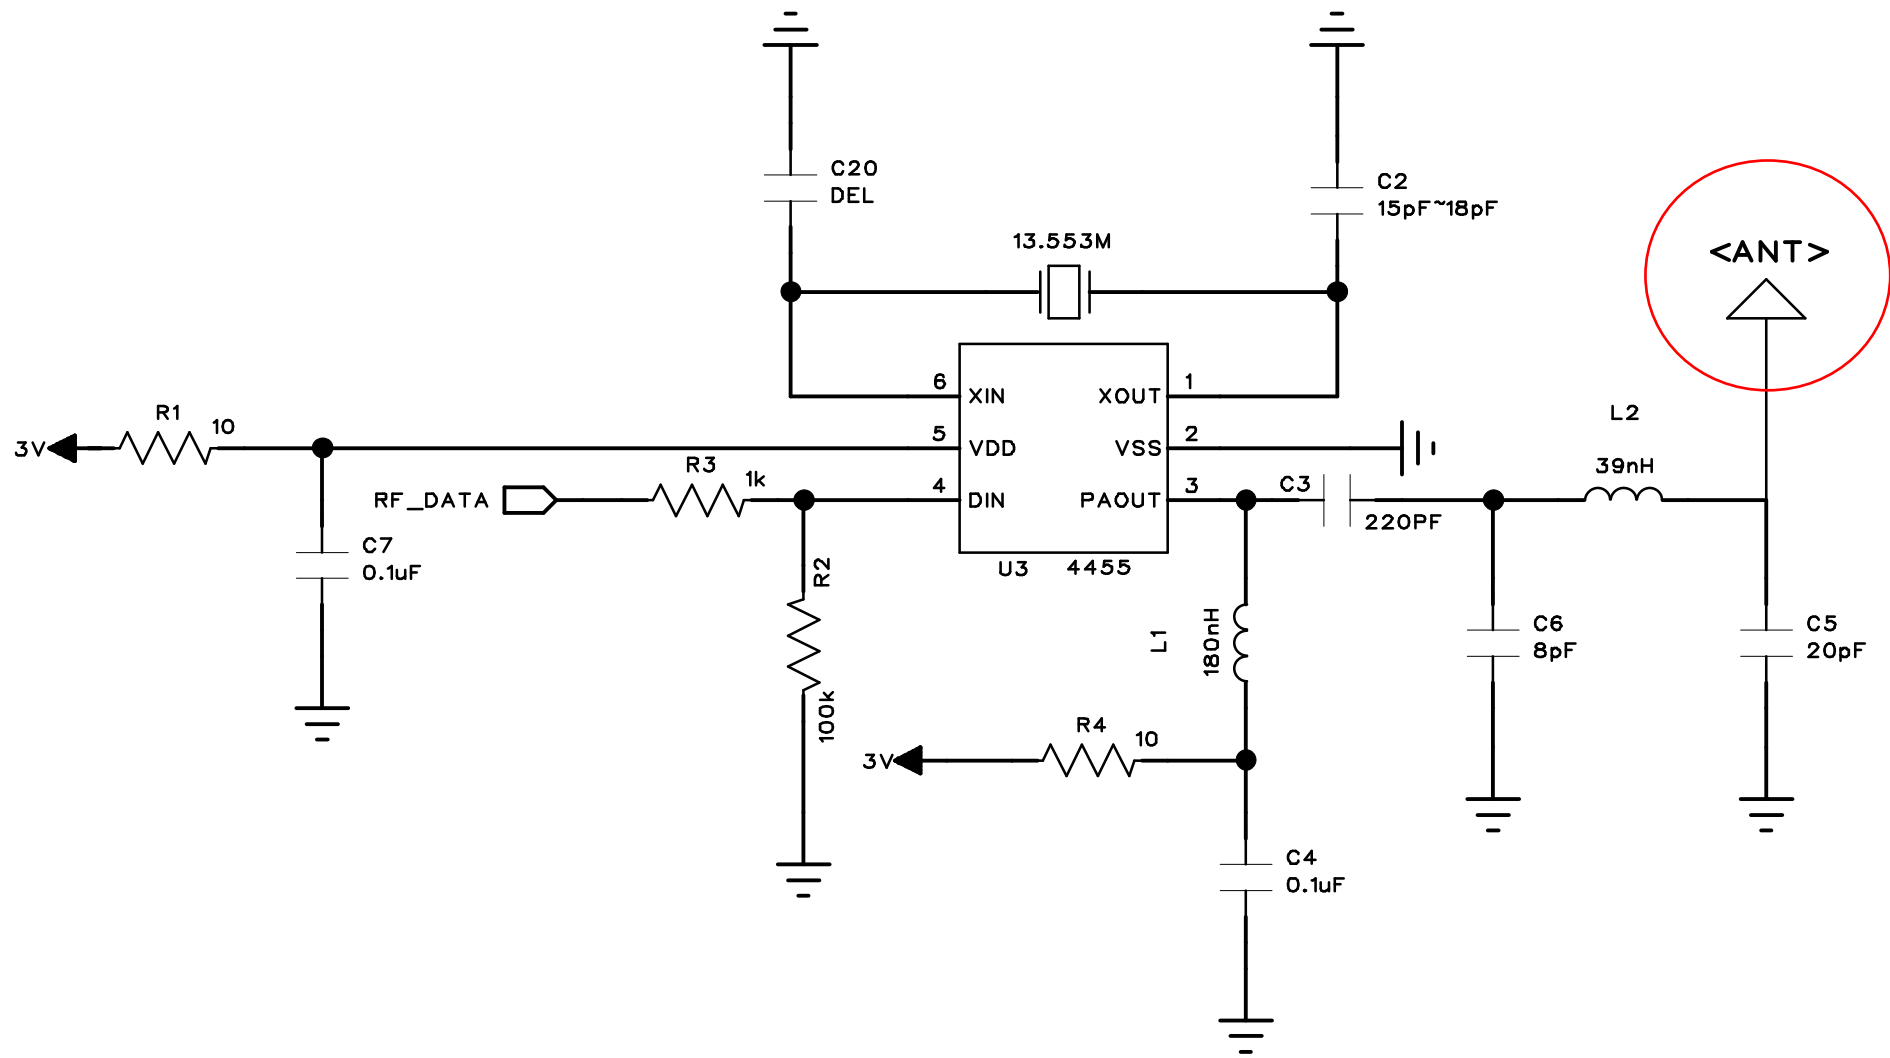 C20
DEL
C2
15pF~18pF
13.553M
<ANT>
6
XIN
XOUT
1
R1
10
3V
5
VDD
VSS
2
L2
39nH
R3
1k
RF_DATA
4
DIN
PAOUT
3
C3
220PF
C7
0.1uF
R2
100k
U3
4455
L1
180nH
C6
8pF
C5
20pF
R4
10
3V
C4
0.1uF